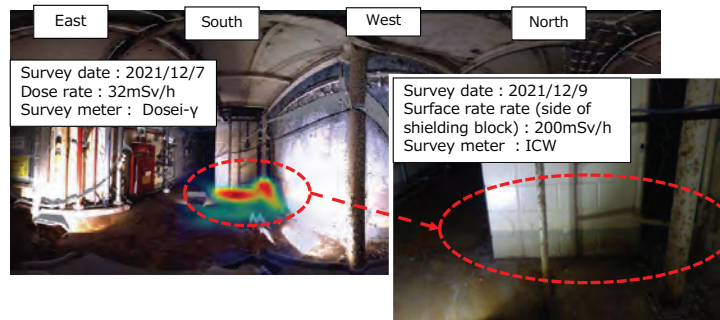 East
South
West
North
Survey date : 2021/12/7
Dose rate : 32mSv/h
Survey meter : Dosei-γ
Survey date : 2021/12/9
Surface rate rate (side of
shielding block) : 200mSv/h
Survey meter : ICW